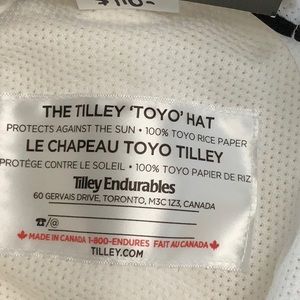 THE TILLEY 'TOYO' HAT
PROTECTS AGAINST THE SUN • 100% TOYO RICE PAPER
LE CHAPEAU TOYO TILLEY
PROTÉGE CONTRE LE SOLEIL • 100% TOYO PAPIER DE RIZ
Tilley Endurables
60 GERVAIS DRIVE, TORONTO, M3C 1Z3, CANADA
☎/@
MADE IN CANADA 1-800-ENDURES FAIT AU CANADA
TILLEY.COM